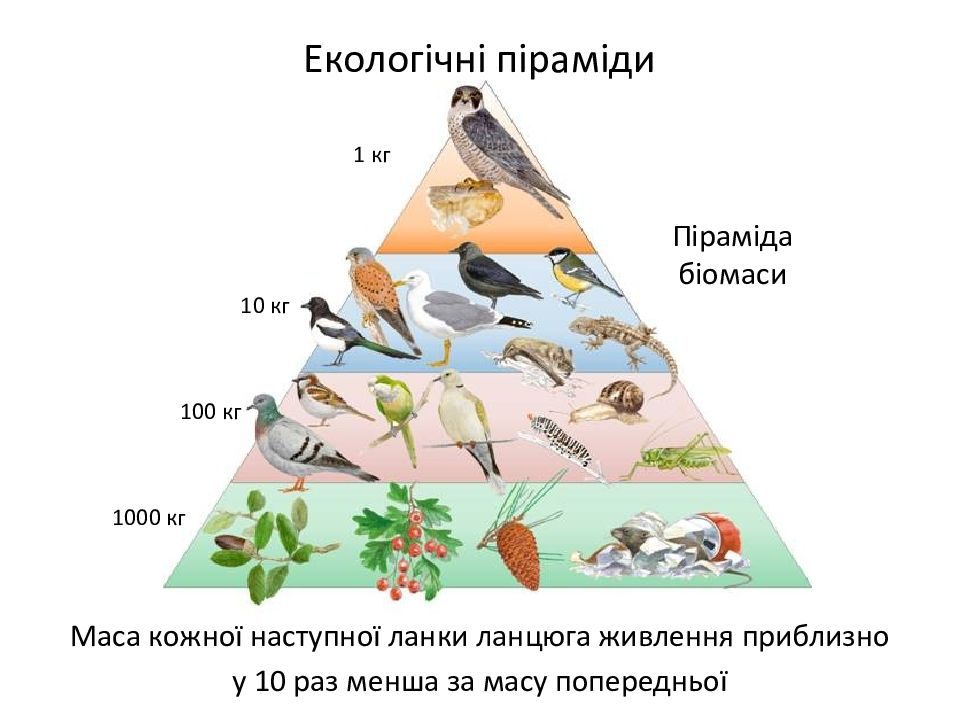 Екологічні піраміди
1 кг
Піраміда
біомаси
10 кг
100 кг
1000 кг
Маса кожної наступної ланки ланцюга живлення приблизно
у 10 раз менша за масу попередньої